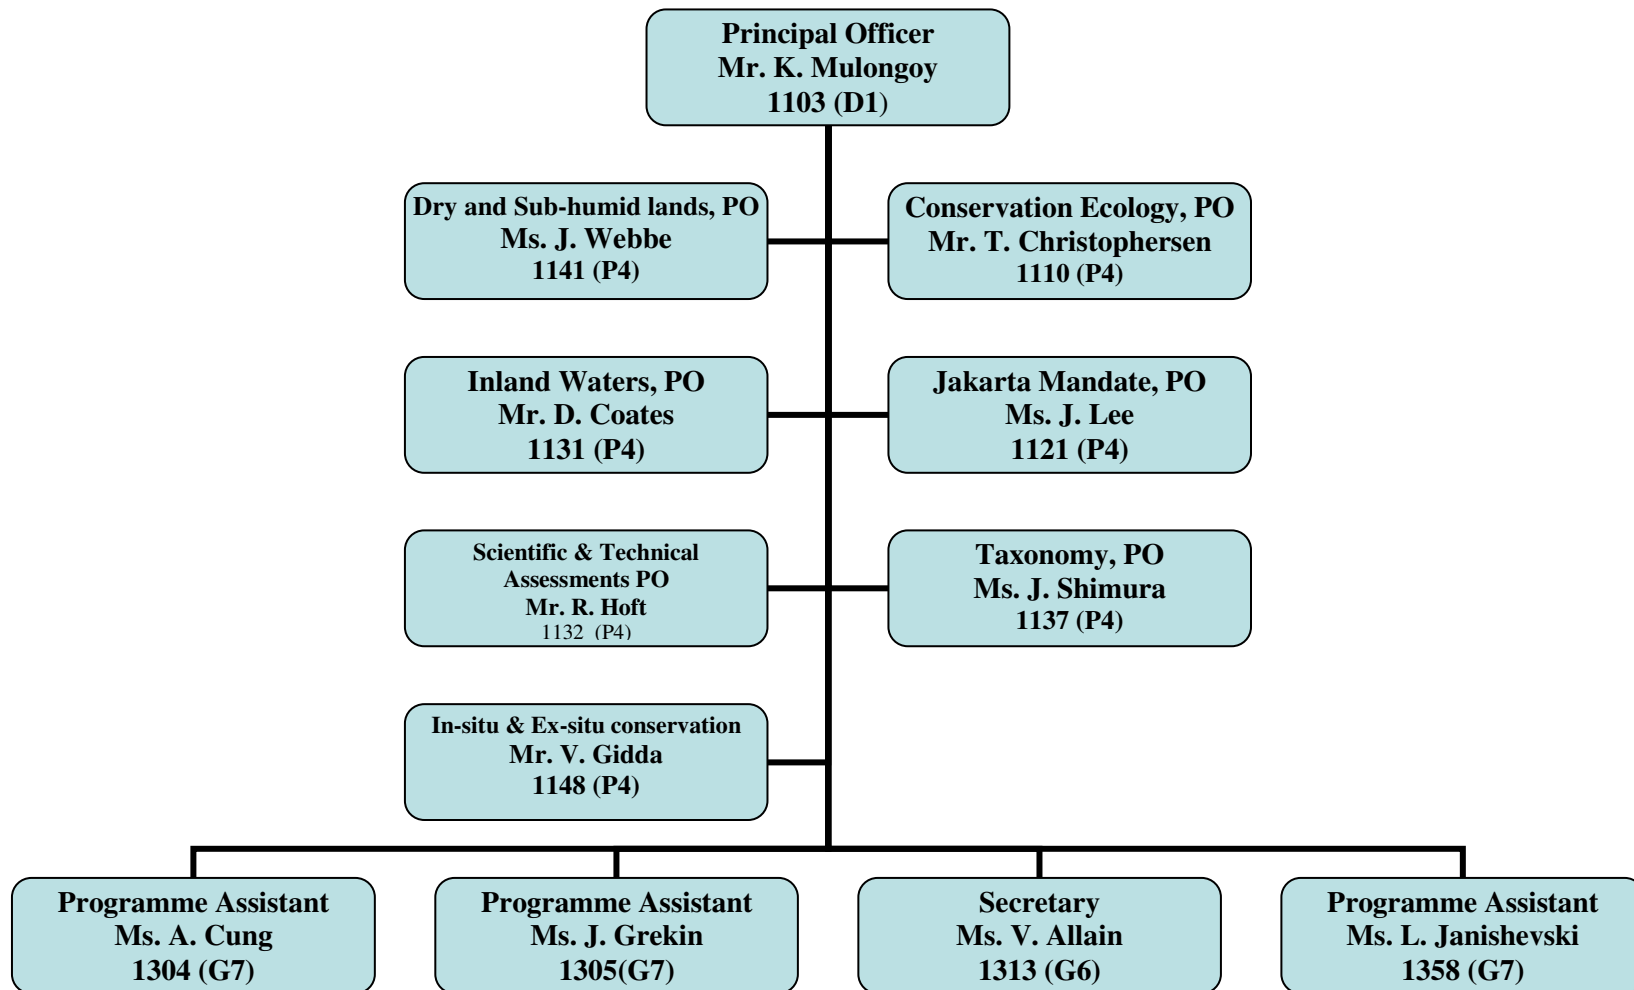 Principal Officer
Mr. K. Mulongoy
1103 (D1)
Dry and Sub-humid lands, PO
Ms. J. Webbe
1141 (P4)
Conservation Ecology, PO
Mr. T. Christophersen
1110 (P4)
Inland Waters, PO
Mr. D. Coates
1131 (P4)
Jakarta Mandate, PO
Ms. J. Lee
1121 (P4)
Scientific & Technical
Assessments PO
Mr. R. Hoft
1132 (P4)
Taxonomy, PO
Ms. J. Shimura
1137 (P4)
In-situ & Ex-situ conservation
Mr. V. Gidda
1148 (P4)
Programme Assistant
Ms. A. Cung
1304 (G7)
Programme Assistant
Ms. J. Grekin
1305(G7)
Secretary
Ms. V. Allain
1313 (G6)
Programme Assistant
Ms. L. Janishevski
1358 (G7)